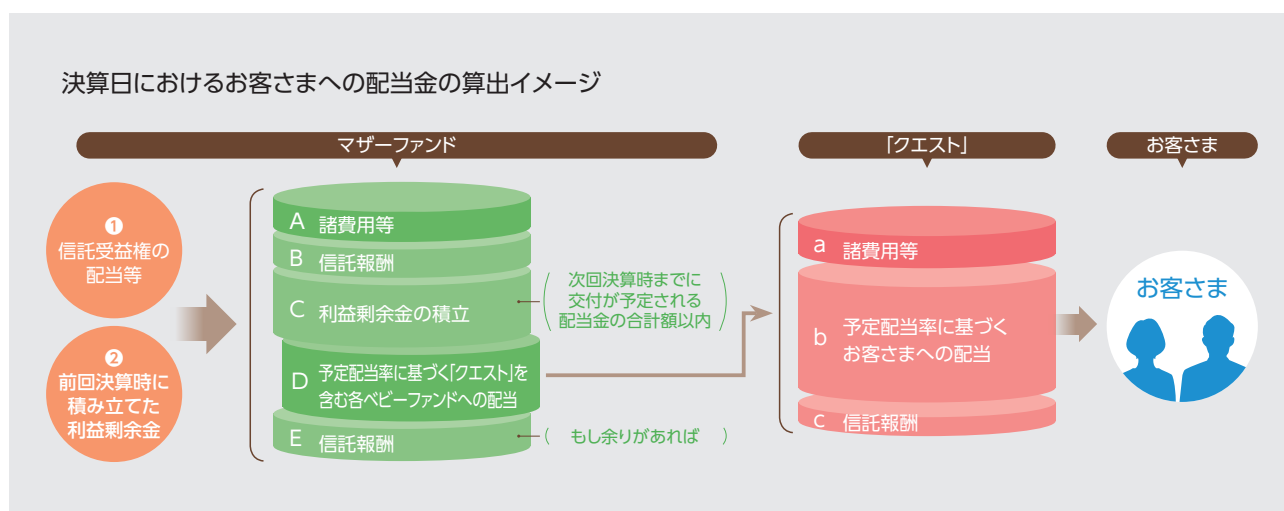 決算日におけるお客さまへの配当金の算出イメージ
マザーファンド
「クエスト」
お客さま
❶
信託受益権の
配当等
❷
前回決算時に
積み立てた
利益剰余金
A 諸費用等
B 信託報酬
C 利益剰余金の積立
次回決算時までに
交付が予定される
配当金の合計額以内
D 予定配当率に基づく「クエスト」を
含む各ベビーファンドへの配当
E 信託報酬
( もし余りがあれば )
a 諸費用等
b 予定配当率に基づく
お客さまへの配当
c 信託報酬
お客さま